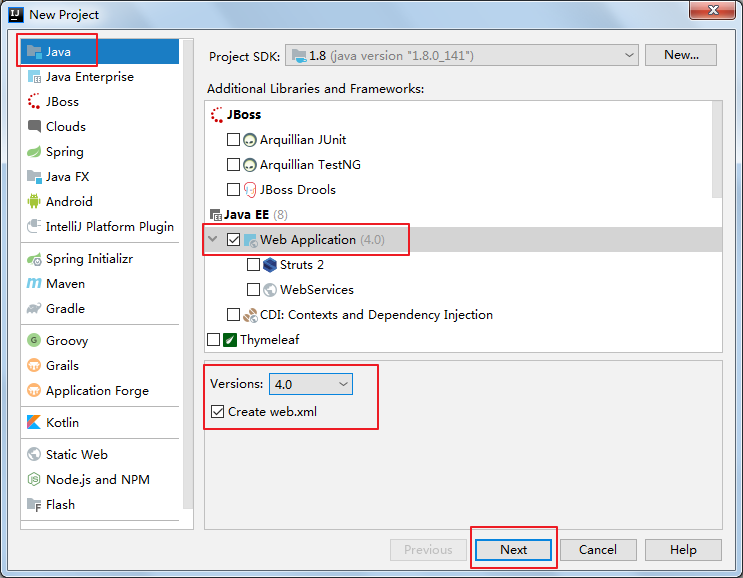 New Project
Java
Java Enterprise
JBoss
Clouds
Spring
Java FX
Android
IntelliJ Platform Plugin
Spring Initializr
Maven
Gradle
Groovy
Grails
Application Forge
Kotlin
Static Web
Node.js and NPM
Flash
Project SDK: 1.8 (java version "1.8.0_141") New...
Additional Libraries and Frameworks:
JBoss
Arquillian JUnit
Arquillian TestNG
JBoss Drools
Java EE (8)
Web Application (4.0)
Struts 2
WebServices
CDI: Contexts and Dependency Injection
Thymeleaf
Versions: 4.0
Create web.xml
Previous Next Cancel Help